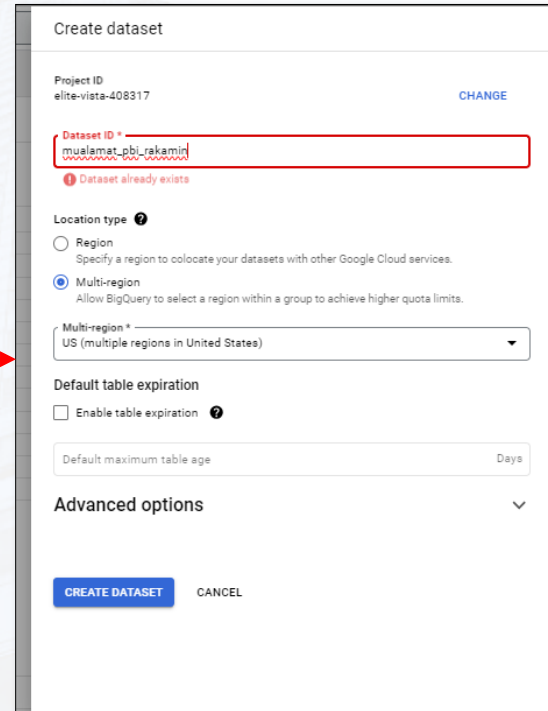 Create dataset
Project ID
elite-vista-408317
CHANGE
Dataset ID *
mualamat_pbi_rakamin
Dataset already exists
Location type
Region
Specify a region to colocate your datasets with other Google Cloud services.
Multi-region
Allow BigQuery to select a region within a group to achieve higher quota limits.
Multi-region *
US (multiple regions in United States)
Default table expiration
Enable table expiration
Default maximum table age
Days
Advanced options
CREATE DATASET
CANCEL